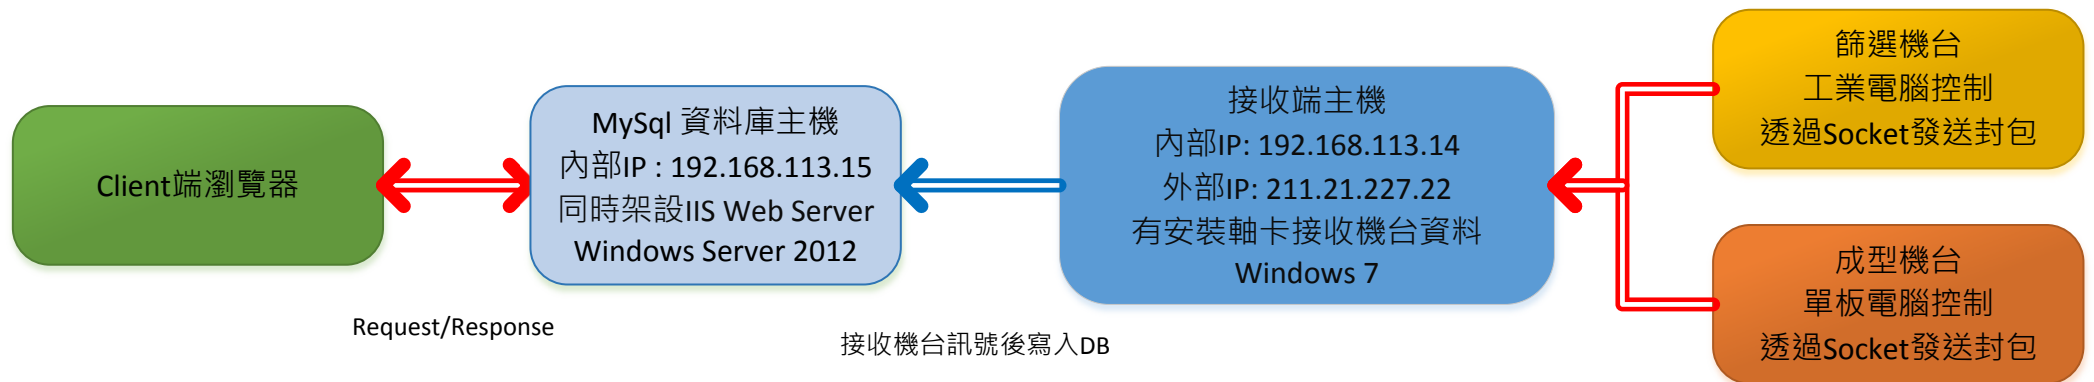 Client端瀏覽器
MySql 資料庫主機
內部IP : 192.168.113.15
同時架設IIS Web Server
Windows Server 2012
接收端主機
內部IP: 192.168.113.14
外部IP: 211.21.227.22
有安裝軸卡接收機台資料
Windows 7
篩選機台
工業電腦控制
透過Socket發送封包
成型機台
單板電腦控制
透過Socket發送封包
Request/Response
接收機台訊號後寫入DB